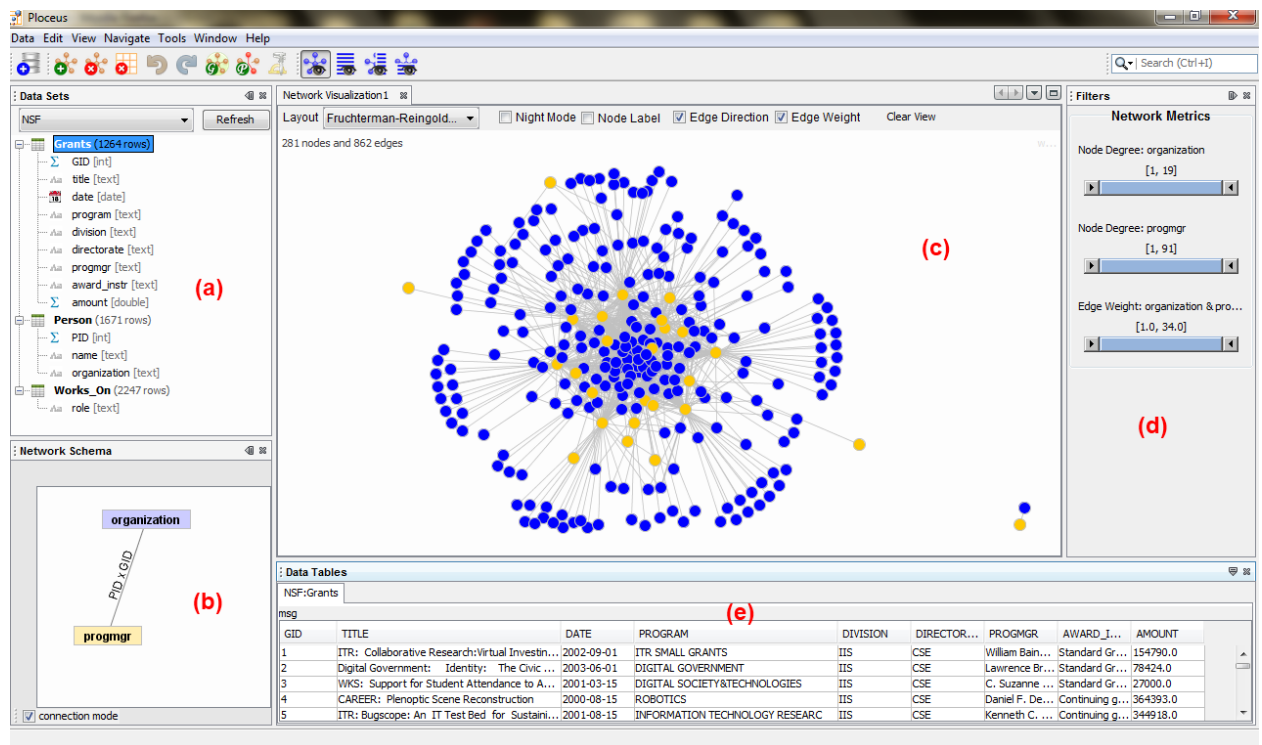 Ploceus
Data Edit View Navigate Tools Window Help
Search (Ctrl+I)
Data Sets
NSF
Refresh
Grants (1264 rows)
GID [int]
title [text]
date [date]
program [text]
division [text]
directorate [text]
progmgr [text]
award_instr [text]
amount [double]
Person (1671 rows)
PID [int]
name [text]
organization [text]
Works_On (2247 rows)
role [text]
(a)
Network Schema
organization
PID x GID
progmgr
(b)
connection mode
Network Visualization1
Layout Fruchterman-Reingold... Night Mode Node Label Edge Direction Edge Weight Clear View
281 nodes and 862 edges
w...
(c)
Filters
Network Metrics
Node Degree: organization
[1, 19]
Node Degree: progmgr
[1, 91]
Edge Weight: organization & pro...
[1.0, 34.0]
(d)
Data Tables
NSF:Grants
msg
(e)
GID TITLE DATE PROGRAM DIVISION DIRECTOR... PROGMGR AWARD_I... AMOUNT
1 ITR: Collaborative Research:Virtual Investin... 2002-09-01 ITR SMALL GRANTS IIS CSE William Bain... Standard Gr... 154790.0
2 Digital Government: Identity: The Civic ... 2003-06-01 DIGITAL GOVERNMENT IIS CSE Lawrence Br... Standard Gr... 78424.0
3 WKS: Support for Student Attendance to A... 2001-03-15 DIGITAL SOCIETY&TECHNOLOGIES IIS CSE C. Suzanne ... Standard Gr... 27000.0
4 CAREER: Plenoptic Scene Reconstruction 2000-08-15 ROBOTICS IIS CSE Daniel F. De... Continuing g... 364393.0
5 ITR: Bugscope: An IT Test Bed for Sustaini... 2001-08-15 INFORMATION TECHNOLOGY RESEARC IIS CSE Kenneth C. ... Continuing g... 344918.0